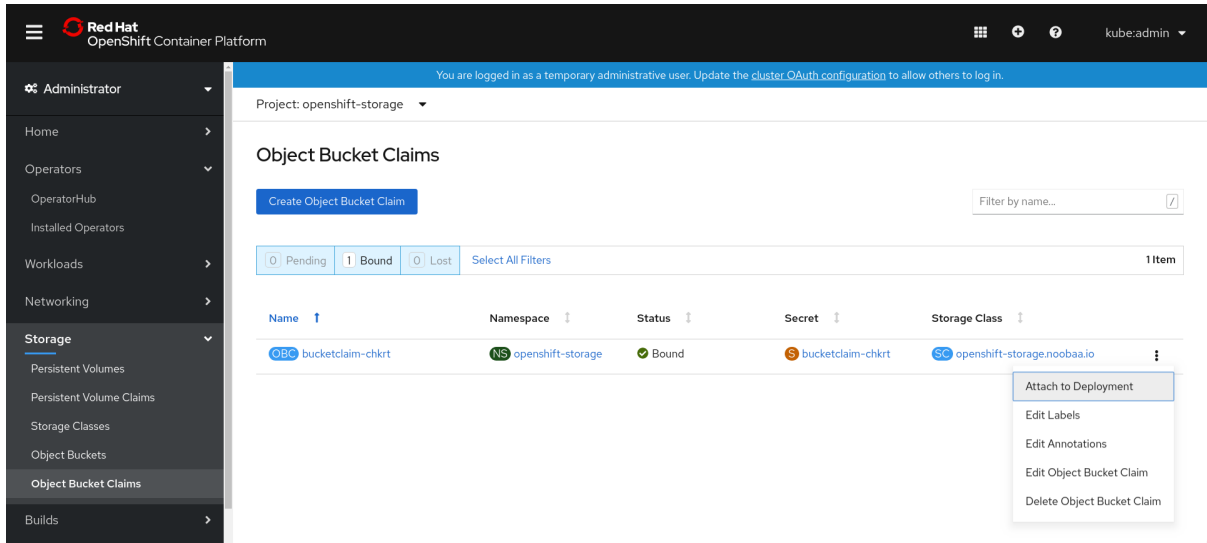 Red Hat
OpenShift Container Platform
kube:admin
Administrator
You are logged in as a temporary administrative user. Update the cluster OAuth configuration to allow others to log in.
Project: openshift-storage
Home
Operators
OperatorHub
Installed Operators
Workloads
Networking
Storage
Persistent Volumes
Persistent Volume Claims
Storage Classes
Object Buckets
Object Bucket Claims
Builds
Object Bucket Claims
Create Object Bucket Claim
Filter by name... /
0 Pending 1 Bound 0 Lost Select All Filters 1 Item
Name Namespace Status Secret Storage Class
OBC bucketclaim-chkrt NS openshift-storage Bound S bucketclaim-chkrt SC openshift-storage.noobaa.io
Attach to Deployment
Edit Labels
Edit Annotations
Edit Object Bucket Claim
Delete Object Bucket Claim